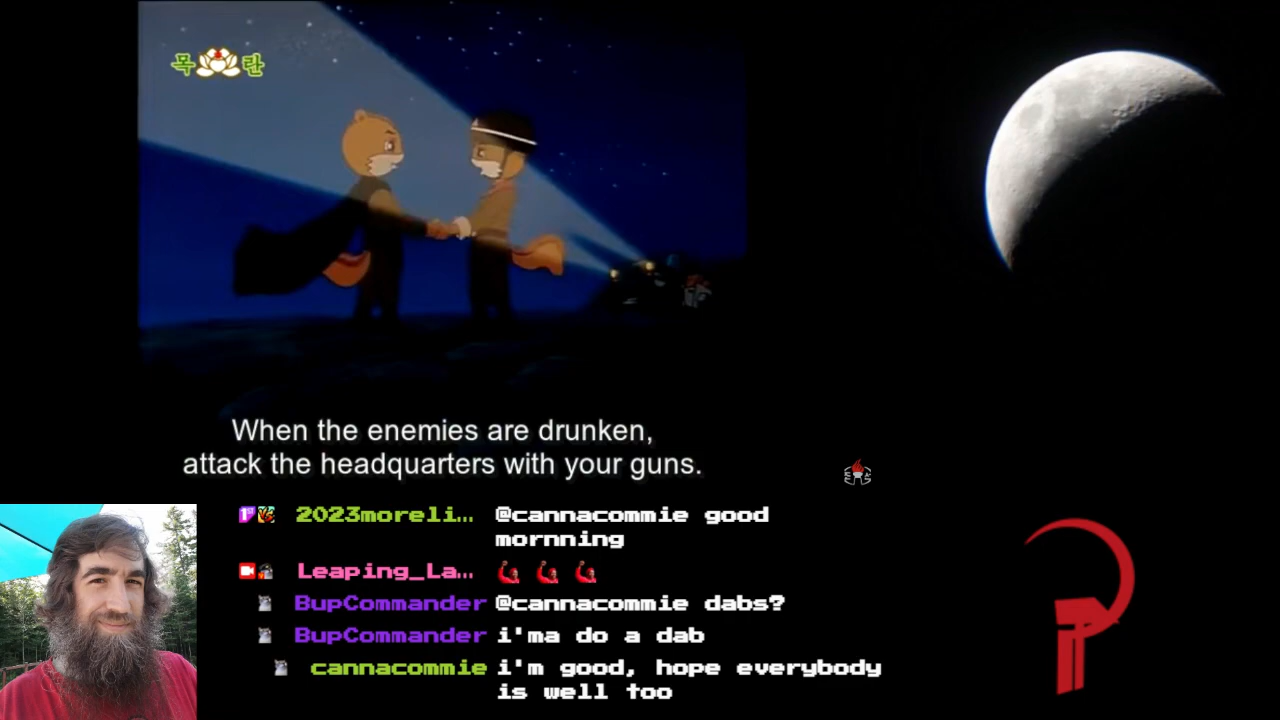 목란
When the enemies are drunken,
attack the headquarters with your guns.
2023moreli... @cannacommie good
mornning
Leaping_La...
BupCommander @cannacommie dabs?
BupCommander i'ma do a dab
cannacommie i'm good, hope everybody
is well too